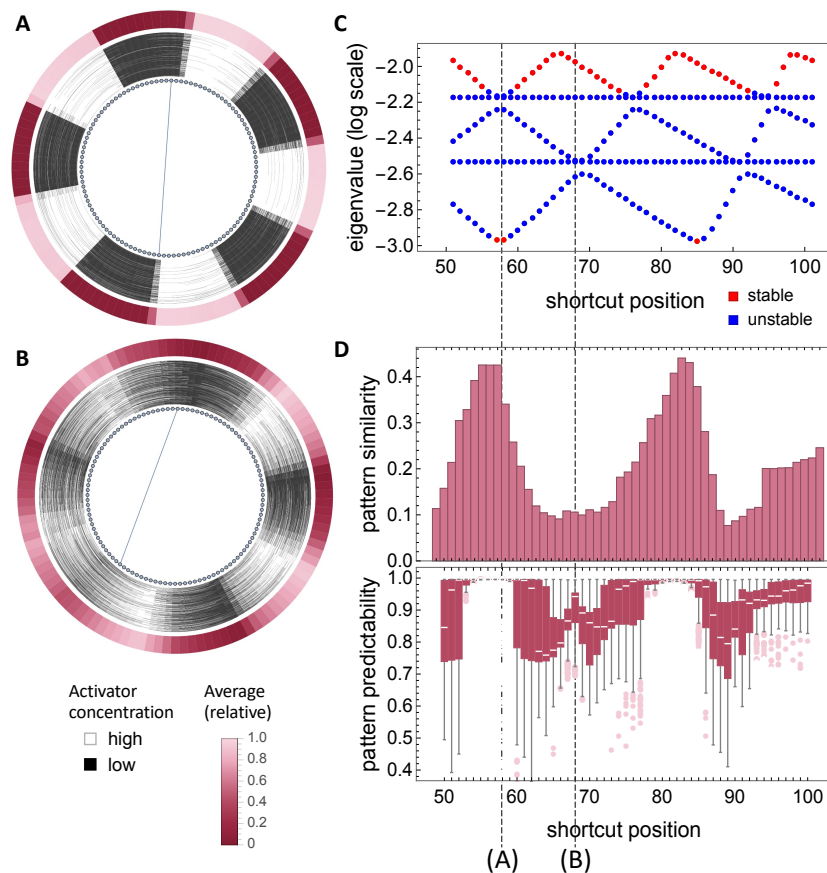 A
B
Activator
concentration
high
low
Average
(relative)
1.0
0.8
0.6
0.4
0.2
0
C
eigenvalue (log scale)
-2.0
-2.2
-2.4
-2.6
-2.8
-3.0
50 60 70 80 90 100
shortcut position
stable
unstable
D
pattern similarity
0.4
0.3
0.2
0.1
0.0
pattern predictability
1.0
0.9
0.8
0.7
0.6
0.5
0.4
50 60 70 80 90 100
shortcut position
(A) (B)